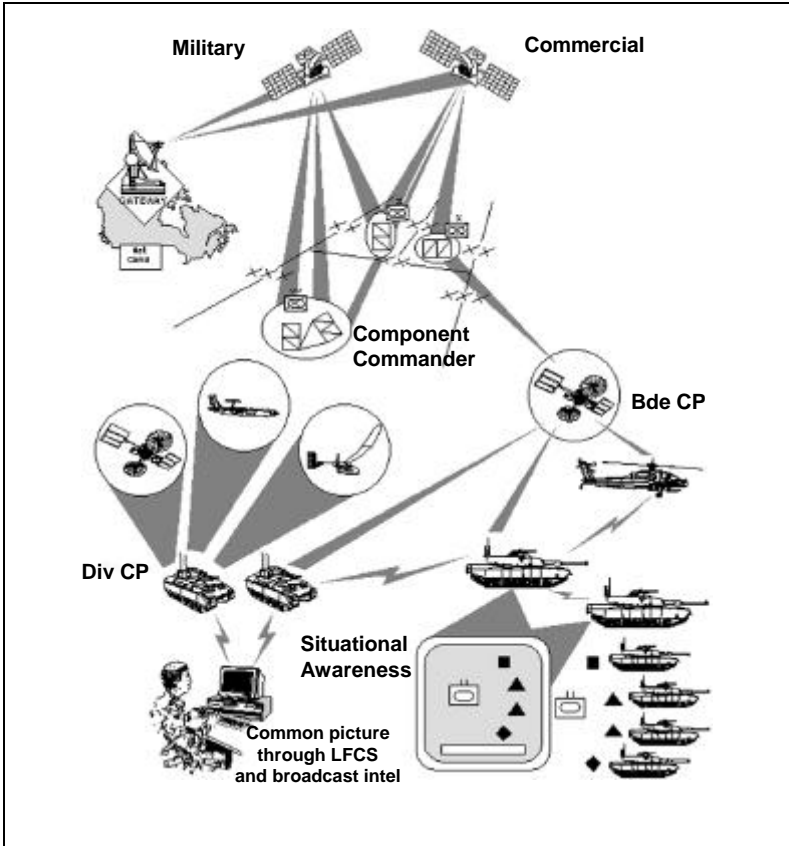 Military
Commercial
GATEWAY
Component
Commander
Bde CP
Div CP
Situational
Awareness
Common picture
through LFCS
and broadcast intel